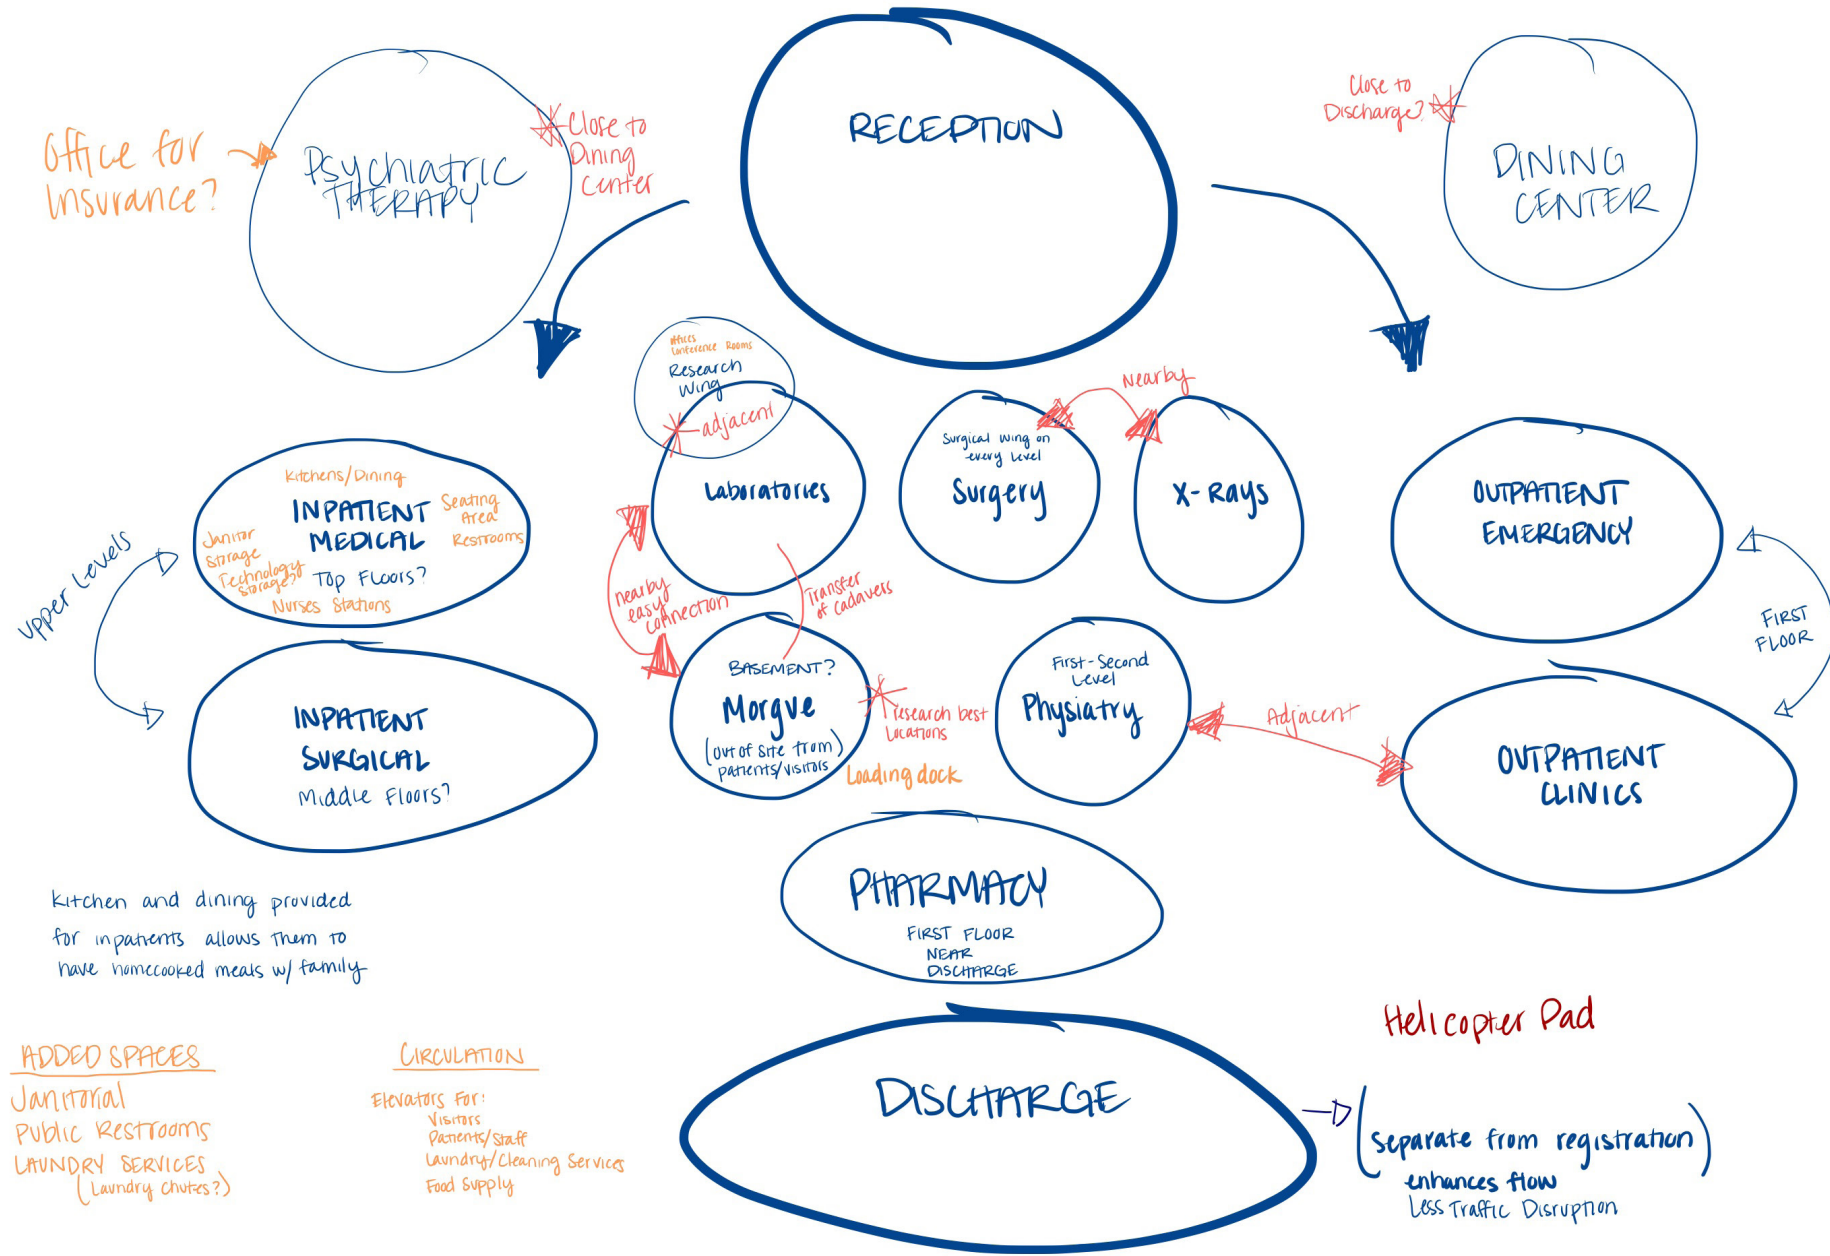 Office for
Insurance?
Psychiatric
THERAPY
Close to
Dining
Center
RECEPTION
Close to
Discharge?
DINING
CENTER
Offices
Conference Rooms
Research
Wing
adjacent
Laboratories
Surgical Wing on
every level
Surgery
Nearby
X-Rays
OUTPATIENT
EMERGENCY
FIRST
FLOOR
Upper Levels
Kitchens/Dining
INPATIENT
MEDICAL
Seating
Area
Restrooms
Janitor
Storage
Technology
Storage?
Top Floors?
Nurses Stations
nearby
easy
connection
Transfer
of cadavers
BASEMENT?
Morgue
(out of site from)
patients/visitors
research best
locations
Loading dock
First-Second
Level
Physiatry
Adjacent
OUTPATIENT
CLINICS
INPATIENT
SURGICAL
Middle Floors?
PHARMACY
FIRST FLOOR
NEAR
DISCHARGE
kitchen and dining provided
for inpatients allows them to
have homecooked meals w/ family
ADDED SPACES
Janitorial
Public Restrooms
LAUNDRY SERVICES
(Laundry Chutes?)
CIRCULATION
Elevators For:
Visitors
Patients/Staff
Laundry/Cleaning Services
Food Supply
DISCHARGE
Helicopter Pad
(separate from registration)
enhances flow
Less Traffic Disruption